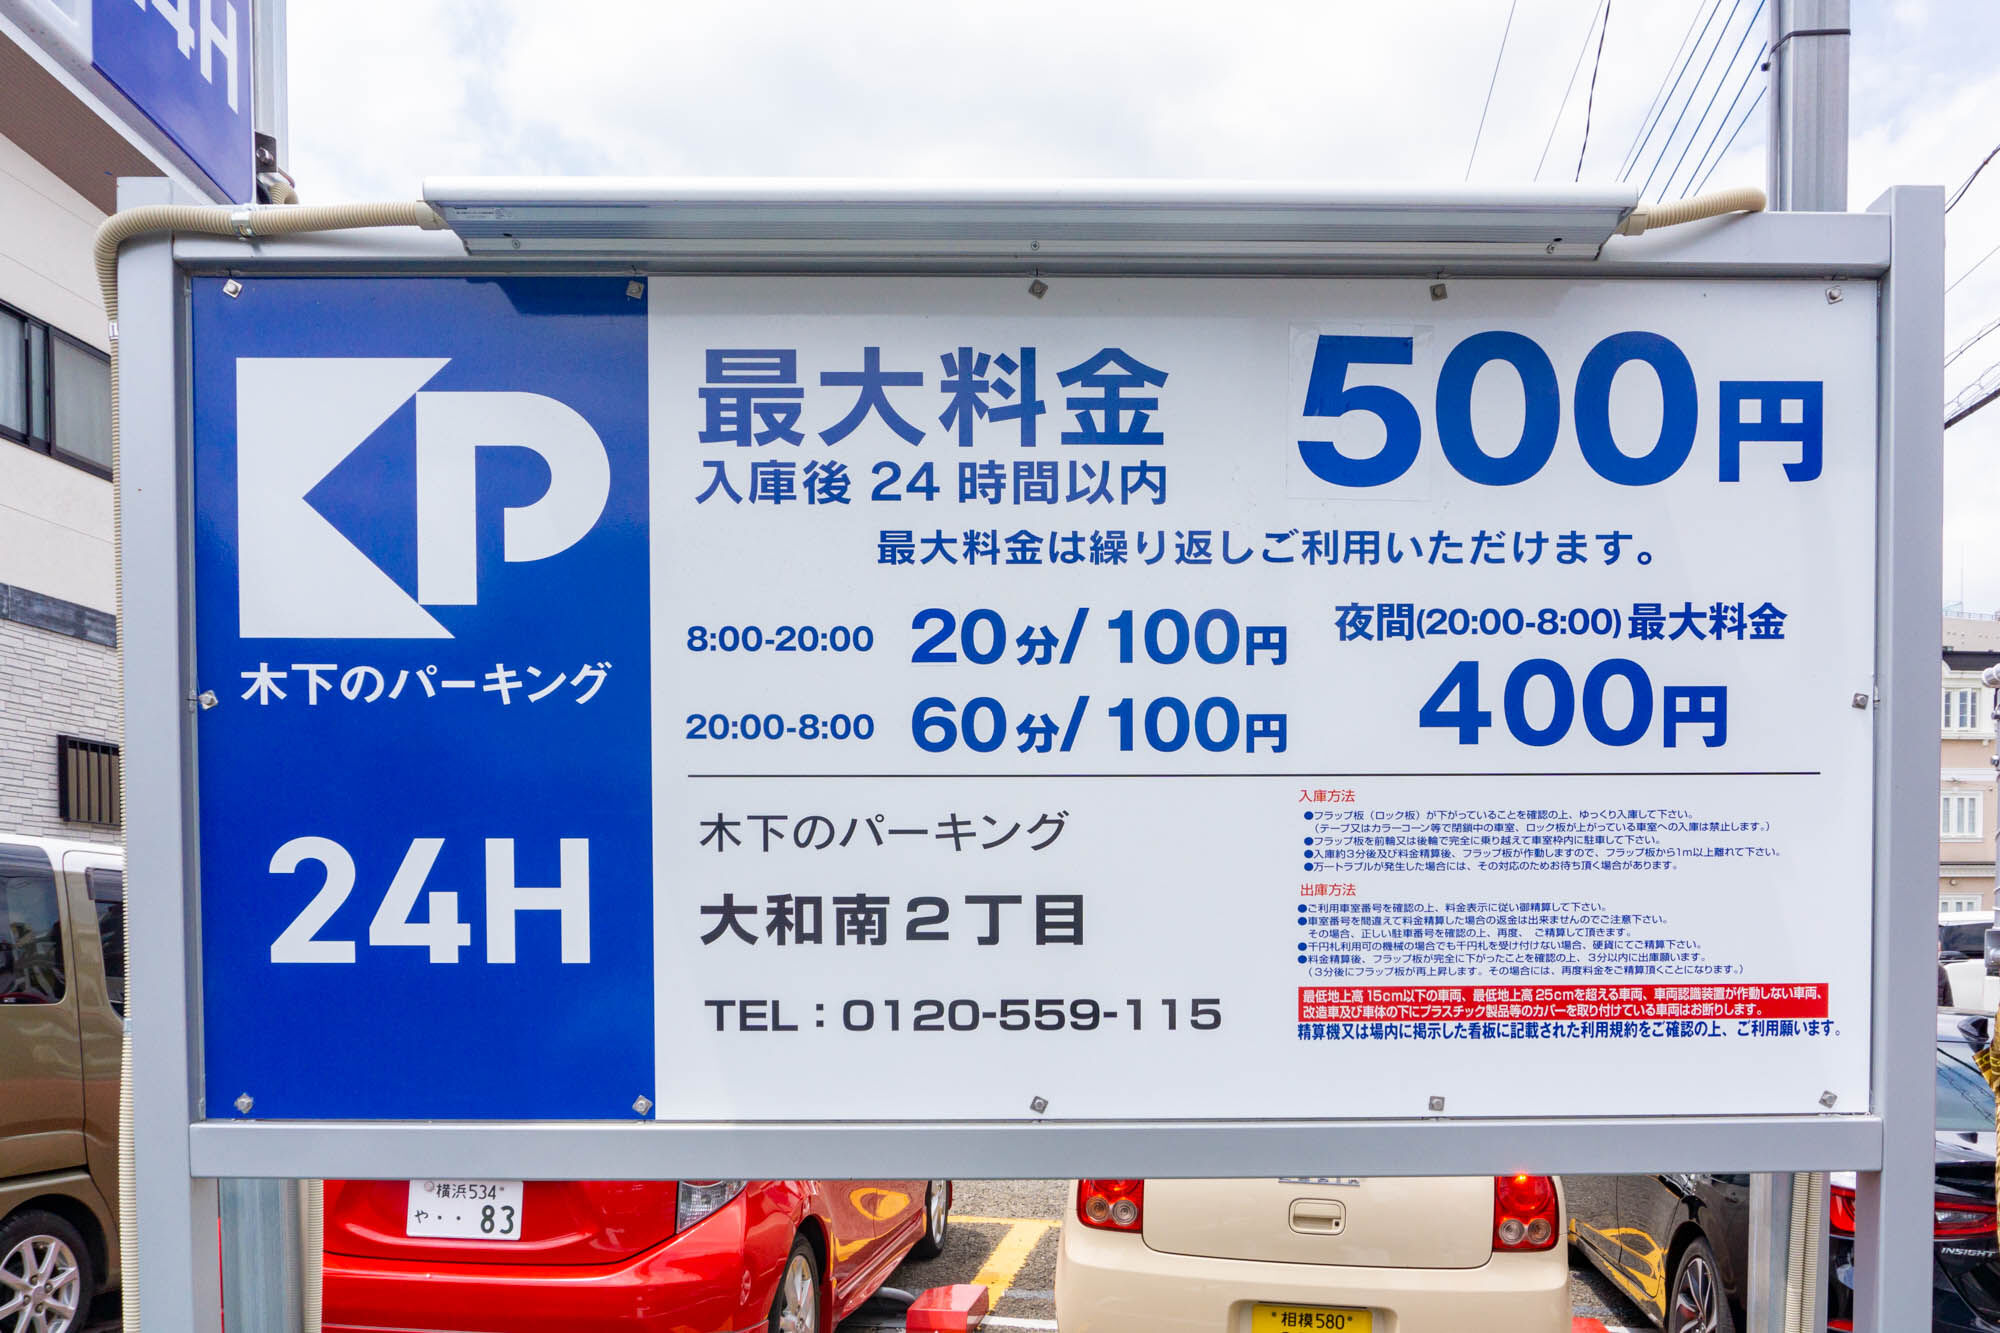 24H
KP
木下のパーキング
24H
最大料金 500円
入庫後 24 時間以内
最大料金は繰り返しご利用いただけます。
8:00-20:00 20分/100円
20:00-8:00 60分/100円
夜間(20:00-8:00)最大料金
400円
木下のパーキング
大和南2丁目
TEL:0120-559-115
入庫方法
●フラップ板(ロック板)が下がっていることを確認の上、ゆっくり入庫して下さい。
(テープ又はカラーコーン等で閉鎖中の車室、ロック板が上がっている車室への入庫は禁止します。)
●フラップ板を前輪又は後輪で完全に乗り越えて車室枠内に駐車して下さい。
●入庫約3分後及び料金精算後、フラップ板が作動しますので、フラップ板から1m以上離れて下さい。
●万一トラブルが発生した場合には、その対応のためお待ち頂く場合があります。
出庫方法
●ご利用車室番号を確認の上、料金表示に従い御精算して下さい。
●車室番号を間違えて料金精算した場合の返金は出来ませんのでご注意下さい。
その場合、正しい駐車番号を確認の上、再度、ご精算して頂きます。
●千円札利用可の機械の場合でも千円札を受け付けない場合、硬貨にてご精算下さい。
●料金精算後、フラップ板が完全に下がったことを確認の上、3分以内に出庫願います。
(3分後にフラップ板が再上昇します。その場合には、再度料金をご精算頂くことになります。)
最低地上高15cm以下の車両、最低地上高25cmを超える車両、車両認識装置が作動しない車両、
改造車及び車体の下にプラスチック製品等のカバーを取り付けている車両はお断りします。
精算機又は場内に掲示した看板に記載された利用規約をご確認の上、ご利用願います。
横浜 534
や ・・83
相模 580
INSIGHT